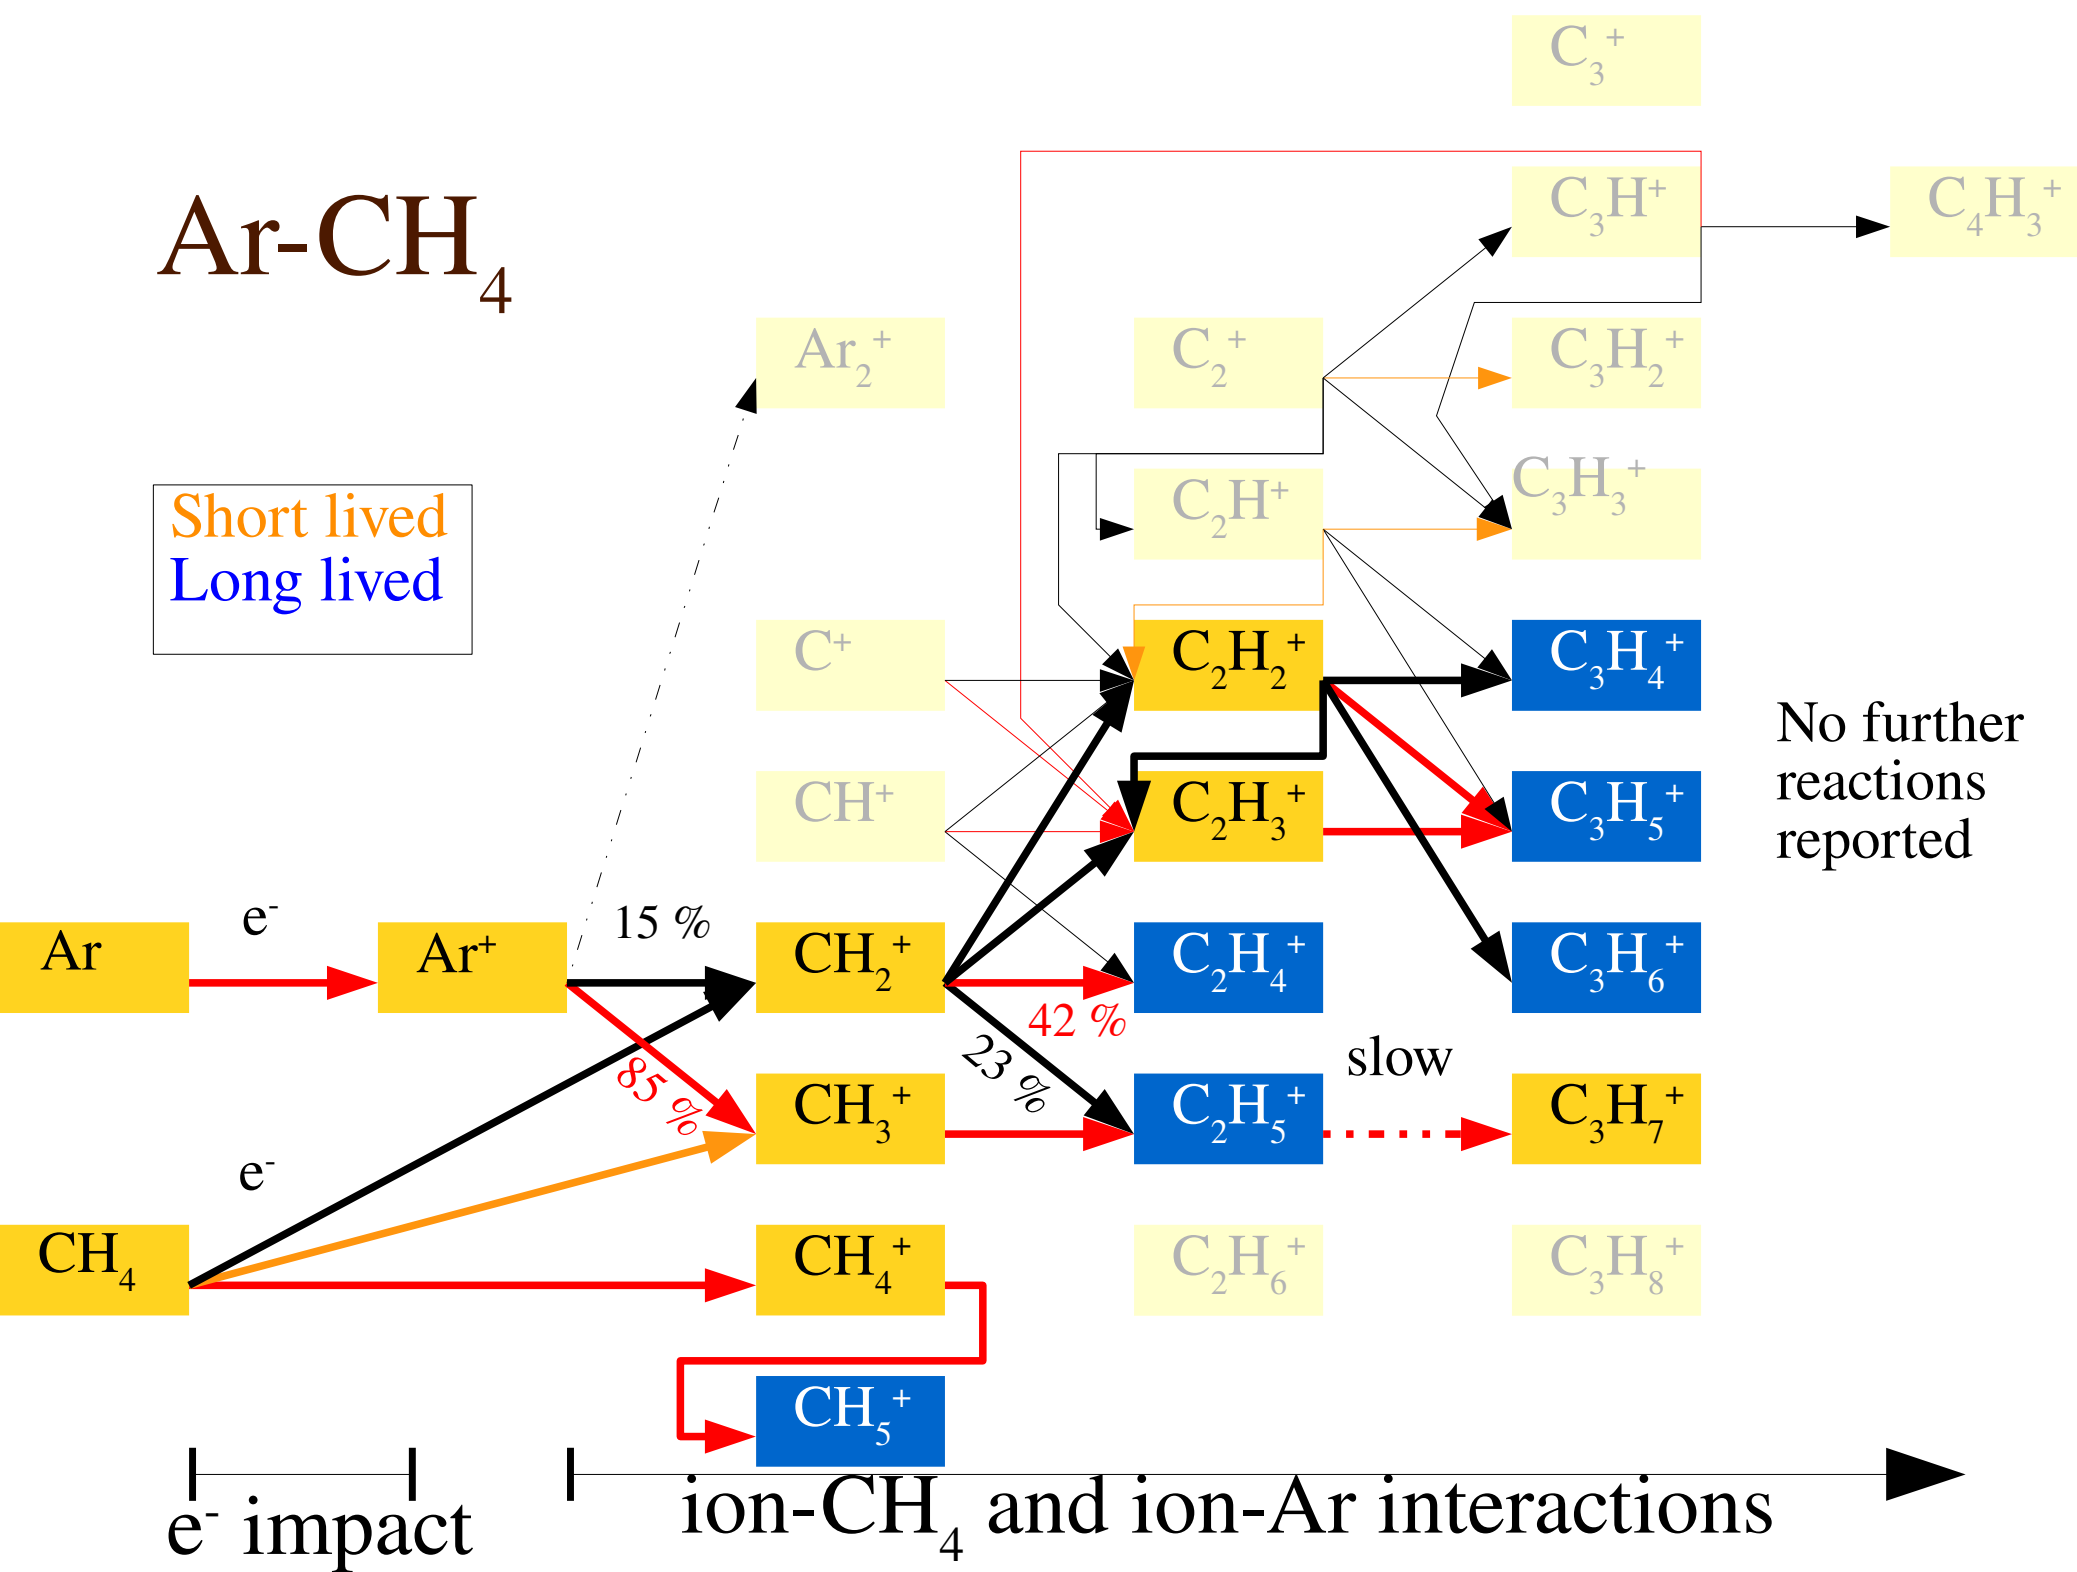 C₃⁺
C₃H⁺
C₄H₃⁺
Ar-CH₄
Ar₂⁺
C₂⁺
C₃H₂⁺
Short lived
Long lived
C₂H⁺
C₃H₃⁺
C⁺
C₂H₂⁺
C₃H₄⁺
No further
reactions
reported
CH⁺
C₂H₃⁺
C₃H₅⁺
Ar
e⁻
Ar⁺
15 %
CH₂⁺
C₂H₄⁺
C₃H₆⁺
42 %
23 %
slow
85 %
CH₃⁺
C₂H₅⁺
C₃H₇⁺
e⁻
CH₄
CH₄⁺
C₂H₆⁺
C₃H₈⁺
CH₅⁺
e⁻ impact
ion-CH₄ and ion-Ar interactions